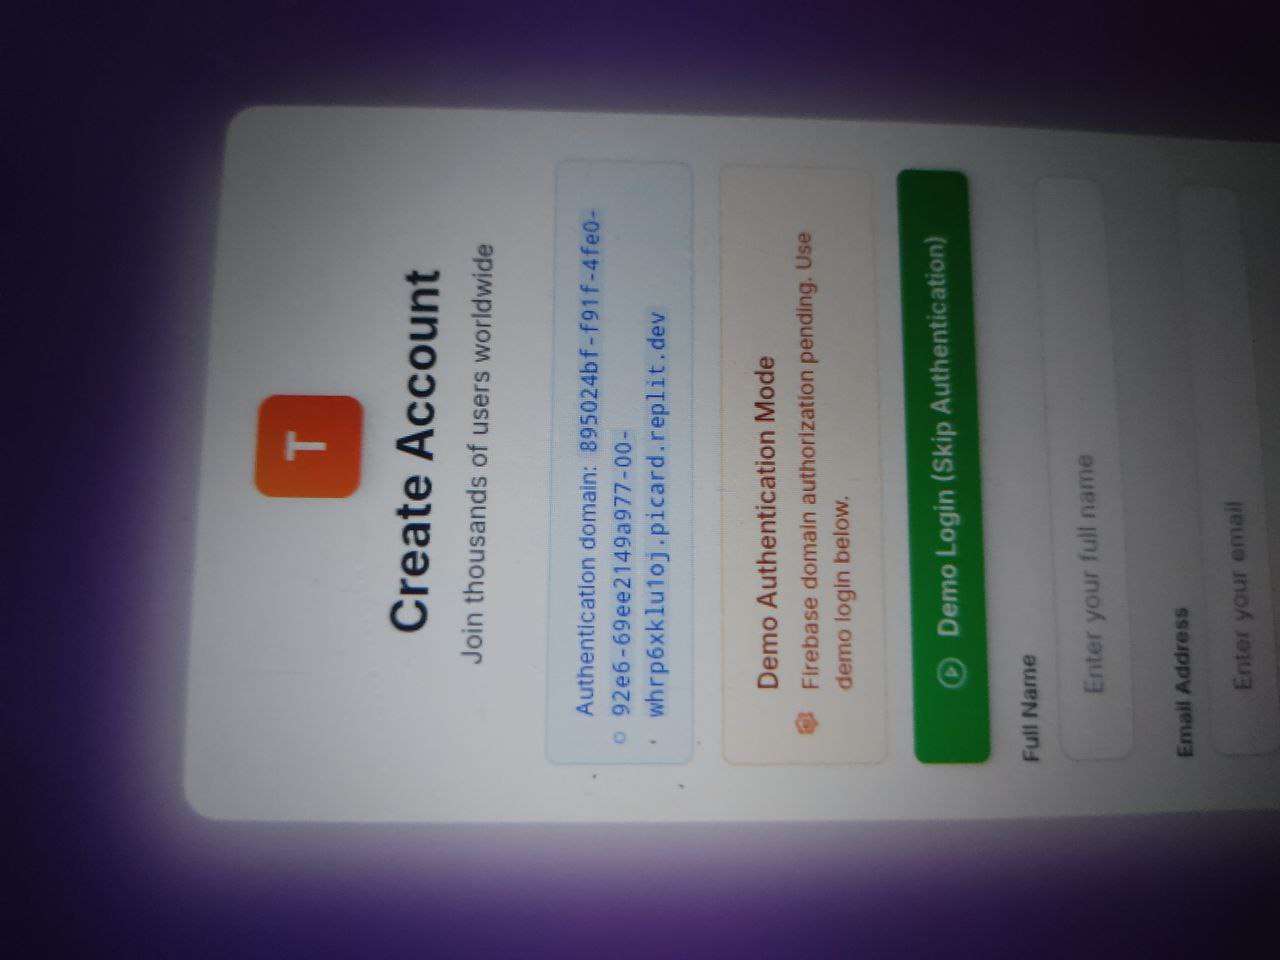 T
Create Account
Join thousands of users worldwide
Authentication domain: 895024bf-f91f-4fe0-
92e6-69ee2149a977-00-
whrp6xklu1oj.picard.replit.dev
Demo Authentication Mode
Firebase domain authorization pending. Use
demo login below.
Demo Login (Skip Authentication)
Full Name
Enter your full name
Email Address
Enter your email